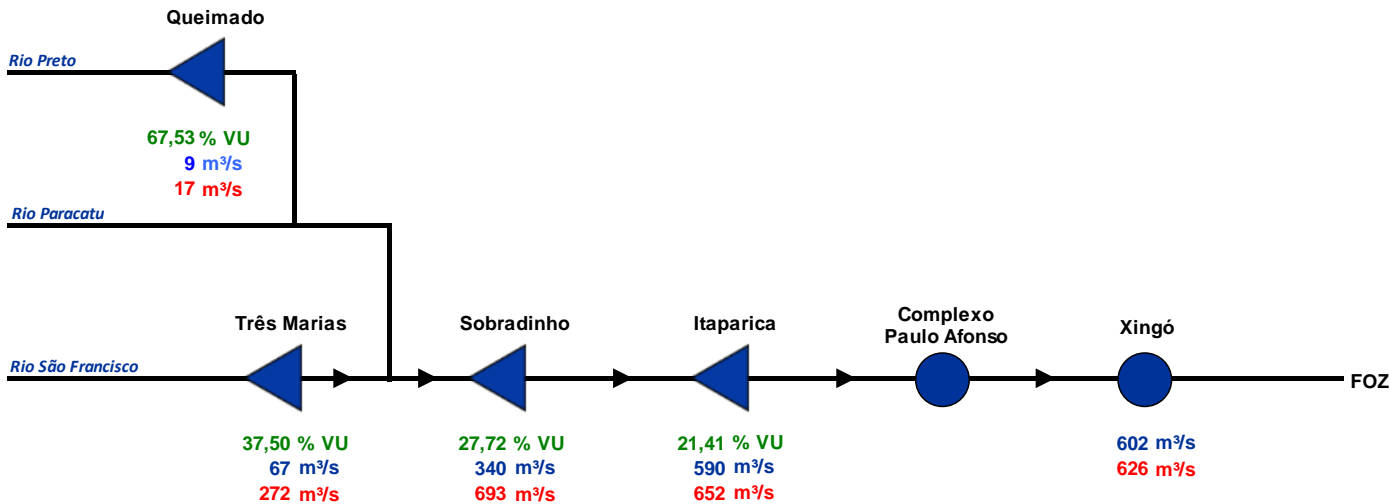 Queimado
Rio Preto
67,53 % VU
9 m³/s
17 m³/s
Rio Paracatu
Três Marias
Sobradinho
Itaparica
Complexo
Paulo Afonso
Xingó
Rio São Francisco
FOZ
37,50 % VU
67 m³/s
272 m³/s
27,72 % VU
340 m³/s
693 m³/s
21,41 % VU
590 m³/s
652 m³/s
602 m³/s
626 m³/s